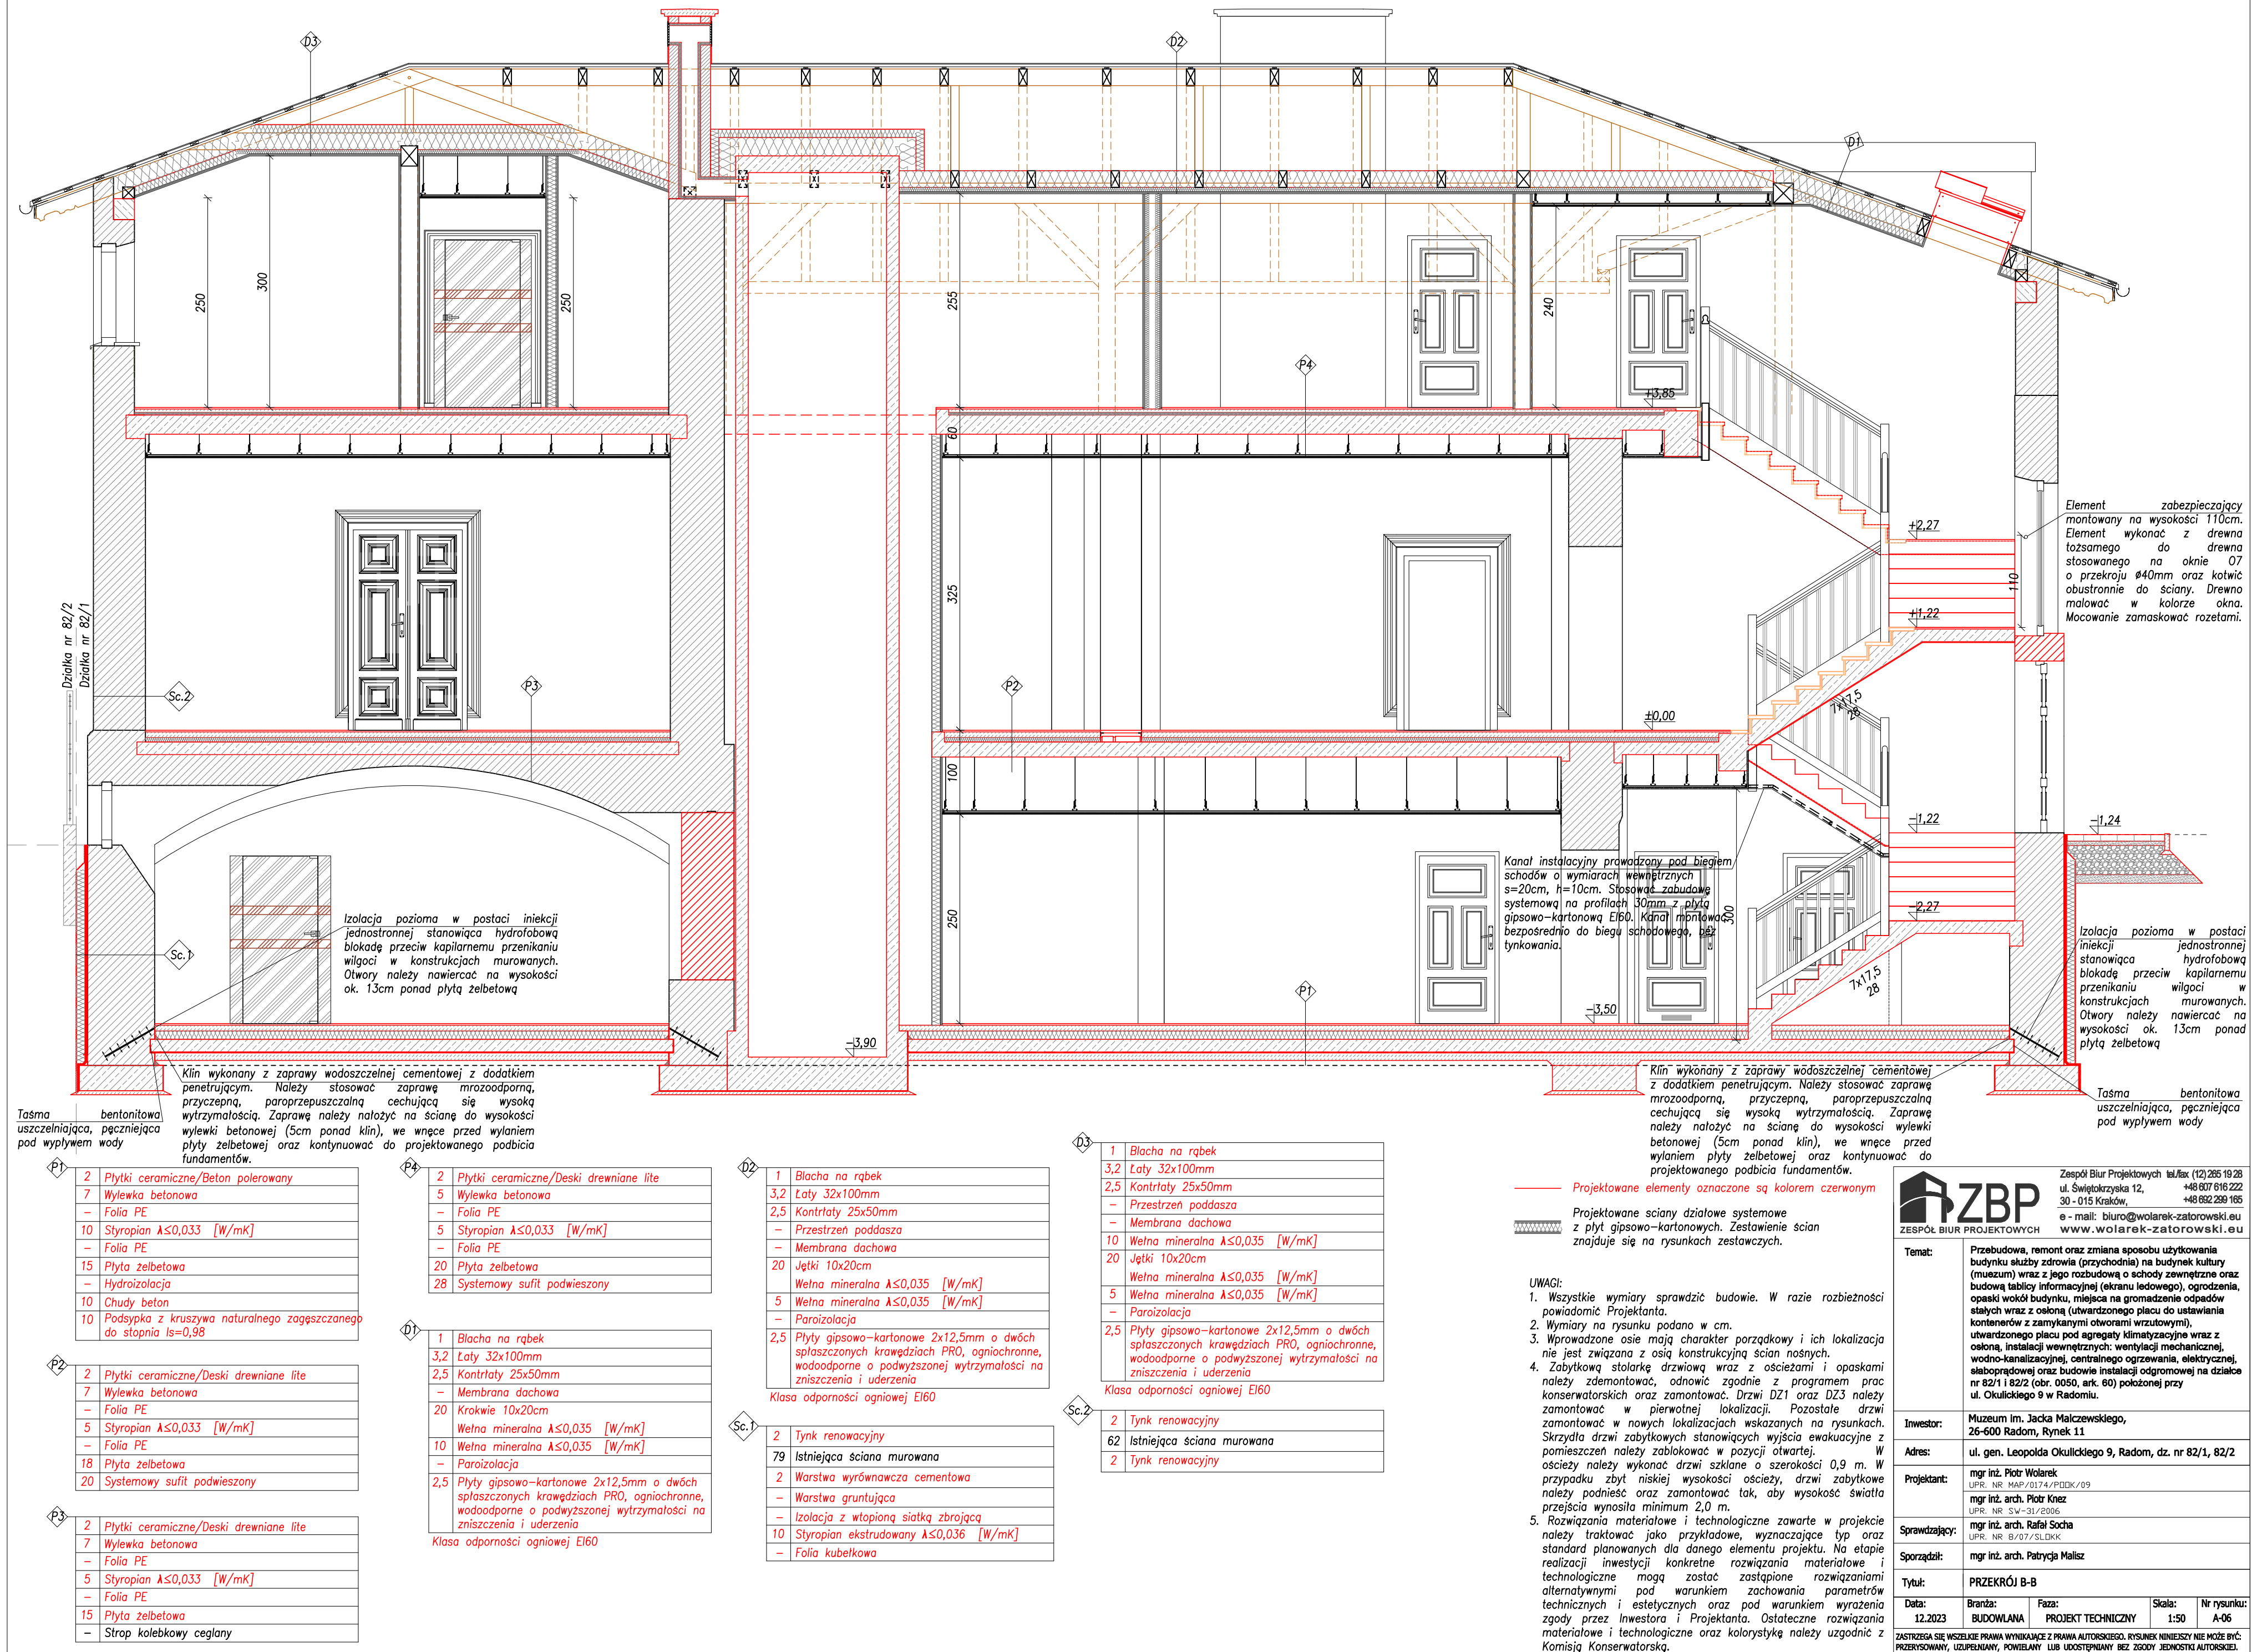 D3
D2
D1
250
300
250
255
240
P4
+3,85
60
325
+2,27
+1,22
110
Element zabezpieczający
montowany na wysokości 110cm.
Element wykonać z drewna
tożsamego do drewna
stosowanego na oknie O7
o przekroju ø40mm oraz kotwić
obustronnie do ściany. Drewno
malować w kolorze okna.
Mocowanie zamaskować rozetami.
Działka nr 82/2
Działka nr 82/1
Sc.2
P3
P2
±0,00
7x17,5
28
100
-1,22
-1,24
Kanał instalacyjny prowadzony pod biegiem
schodów o wymiarach wewnętrznych
s=20cm, h=10cm. Stosować zabudowę
systemową na profilach 30mm z płytą
gipsowo-kartonową EI60. Kanał montować
bezpośrednio do biegu schodowego, bez
tynkowania.
300
250
-2,27
Izolacja pozioma w postaci iniekcji
jednostronnej stanowiąca hydrofobową
blokadę przeciw kapilarnemu przenikaniu
wilgoci w konstrukcjach murowanych.
Otwory należy nawiercać na wysokości
ok. 13cm ponad płytą żelbetową
Sc.1
Izolacja pozioma w postaci
iniekcji jednostronnej
stanowiąca hydrofobową
blokadę przeciw kapilarnemu
przenikaniu wilgoci w
konstrukcjach murowanych.
Otwory należy nawiercać na
wysokości ok. 13cm ponad
płytą żelbetową
7x17,5
28
P1
-3,50
-3,90
Taśma bentonitowa
uszczelniająca, pęczniejąca
pod wypływem wody
Klin wykonany z zaprawy wodoszczelnej cementowej z dodatkiem
penetrującym. Należy stosować zaprawę mrozoodporną,
przyczepną, paroprzepuszczalną cechującą się wysoką
wytrzymałością. Zaprawę należy nałożyć na ścianę do wysokości
wylewki betonowej (5cm ponad klin), we wnęce przed wylaniem
płyty żelbetowej oraz kontynuować do projektowanego podbicia
fundamentów.
Klin wykonany z zaprawy wodoszczelnej cementowej
z dodatkiem penetrującym. Należy stosować zaprawę
mrozoodporną, przyczepną, paroprzepuszczalną
cechującą się wysoką wytrzymałością. Zaprawę
należy nałożyć na ścianę do wysokości wylewki
betonowej (5cm ponad klin), we wnęce przed
wylaniem płyty żelbetowej oraz kontynuować do
projektowanego podbicia fundamentów.
Taśma bentonitowa
uszczelniająca, pęczniejąca
pod wypływem wody
P1
2 Płytki ceramiczne/Beton polerowany
7 Wylewka betonowa
- Folia PE
10 Styropian λ≤0,033 [W/mK]
- Folia PE
15 Płyta żelbetowa
- Hydroizolacja
10 Chudy beton
10 Podsypka z kruszywa naturalnego zagęszczanego
do stopnia Is=0,98
P2
2 Płytki ceramiczne/Deski drewniane lite
7 Wylewka betonowa
- Folia PE
5 Styropian λ≤0,033 [W/mK]
- Folia PE
18 Płyta żelbetowa
20 Systemowy sufit podwieszony
P3
2 Płytki ceramiczne/Deski drewniane lite
7 Wylewka betonowa
- Folia PE
5 Styropian λ≤0,033 [W/mK]
- Folia PE
15 Płyta żelbetowa
- Strop kolebkowy ceglany
P4
2 Płytki ceramiczne/Deski drewniane lite
5 Wylewka betonowa
- Folia PE
5 Styropian λ≤0,033 [W/mK]
- Folia PE
20 Płyta żelbetowa
28 Systemowy sufit podwieszony
D1
1 Blacha na rąbek
3,2 Łaty 32x100mm
2,5 Kontrłaty 25x50mm
- Membrana dachowa
20 Krokwie 10x20cm
Wełna mineralna λ≤0,035 [W/mK]
10 Wełna mineralna λ≤0,035 [W/mK]
- Paroizolacja
2,5 Płyty gipsowo-kartonowe 2x12,5mm o dwóch
spłaszczonych krawędziach PRO, ogniochronne,
wodoodporne o podwyższonej wytrzymałości na
zniszczenia i uderzenia
Klasa odporności ogniowej EI60
D2
1 Blacha na rąbek
3,2 Łaty 32x100mm
2,5 Kontrłaty 25x50mm
- Przestrzeń poddasza
- Membrana dachowa
20 Jętki 10x20cm
Wełna mineralna λ≤0,035 [W/mK]
5 Wełna mineralna λ≤0,035 [W/mK]
- Paroizolacja
2,5 Płyty gipsowo-kartonowe 2x12,5mm o dwóch
spłaszczonych krawędziach PRO, ogniochronne,
wodoodporne o podwyższonej wytrzymałości na
zniszczenia i uderzenia
Klasa odporności ogniowej EI60
Sc.1
2 Tynk renowacyjny
79 Istniejąca ściana murowana
2 Warstwa wyrównawcza cementowa
- Warstwa gruntująca
- Izolacja z wtopioną siatką zbrojącą
10 Styropian ekstrudowany λ≤0,036 [W/mK]
- Folia kubełkowa
D3
1 Blacha na rąbek
3,2 Łaty 32x100mm
2,5 Kontrłaty 25x50mm
- Przestrzeń poddasza
- Membrana dachowa
10 Wełna mineralna λ≤0,035 [W/mK]
20 Jętki 10x20cm
Wełna mineralna λ≤0,035 [W/mK]
5 Wełna mineralna λ≤0,035 [W/mK]
- Paroizolacja
2,5 Płyty gipsowo-kartonowe 2x12,5mm o dwóch
spłaszczonych krawędziach PRO, ogniochronne,
wodoodporne o podwyższonej wytrzymałości na
zniszczenia i uderzenia
Klasa odporności ogniowej EI60
Sc.2
2 Tynk renowacyjny
62 Istniejąca ściana murowana
2 Tynk renowacyjny
Projektowane elementy oznaczone są kolorem czerwonym
Projektowane sciany działowe systemowe
z płyt gipsowo-kartonowych. Zestawienie ścian
znajduje się na rysunkach zestawczych.
UWAGI:
1. Wszystkie wymiary sprawdzić budowie. W razie rozbieżności
powiadomić Projektanta.
2. Wymiary na rysunku podano w cm.
3. Wprowadzone osie mają charakter porządkowy i ich lokalizacja
nie jest związana z osią konstrukcyjną ścian nośnych.
4. Zabytkową stolarkę drzwiową wraz z ościeżami i opaskami
należy zdemontować, odnowić zgodnie z programem prac
konserwatorskich oraz zamontować. Drzwi DZ1 oraz DZ3 należy
zamontować w pierwotnej lokalizacji. Pozostałe drzwi
zamontować w nowych lokalizacjach wskazanych na rysunkach.
Skrzydła drzwi zabytkowych stanowiących wyjścia ewakuacyjne z
pomieszczeń należy zablokować w pozycji otwartej. W
ościeży należy wykonać drzwi szklane o szerokości 0,9 m. W
przypadku zbyt niskiej wysokości ościeży, drzwi zabytkowe
należy podnieść oraz zamontować tak, aby wysokość światła
przejścia wynosiła minimum 2,0 m.
5. Rozwiązania materiałowe i technologiczne zawarte w projekcie
należy traktować jako przykładowe, wyznaczające typ oraz
standard planowanych dla danego elementu projektu. Na etapie
realizacji inwestycji konkretne rozwiązania materiałowe i
technologiczne mogą zostać zastąpione rozwiązaniami
alternatywnymi pod warunkiem zachowania parametrów
technicznych i estetycznych oraz pod warunkiem wyrażenia
zgody przez Inwestora i Projektanta. Ostateczne rozwiązania
materiałowe i technologiczne oraz kolorystykę należy uzgodnić z
Komisją Konserwatorską.
ZBP
ZESPÓŁ BIUR PROJEKTOWYCH
Zespół Biur Projektowych tel./fax (12) 265 19 28
ul. Świętokrzyska 12, +48 607 616 222
30 - 015 Kraków, +48 692 299 165
e - mail: biuro@wolarek-zatorowski.eu
www.wolarek-zatorowski.eu
Temat: Przebudowa, remont oraz zmiana sposobu użytkowania
budynku służby zdrowia (przychodnia) na budynek kultury
(muezum) wraz z jego rozbudową o schody zewnętrzne oraz
budową tablicy informacyjnej (ekranu ledowego), ogrodzenia,
opaski wokół budynku, miejsca na gromadzenie odpadów
stałych wraz z osłoną (utwardzonego placu do ustawiania
kontenerów z zamykanymi otworami wrzutowymi),
utwardzonego placu pod agregaty klimatyzacyjne wraz z
osłoną, instalacji wewnętrznych: wentylacji mechanicznej,
wodno-kanalizacyjnej, centralnego ogrzewania, elektrycznej,
słaboprądowej oraz budowie instalacji odgromowej na działce
nr 82/1 i 82/2 (obr. 0050, ark. 60) położonej przy
ul. Okulickiego 9 w Radomiu.
Inwestor: Muzeum im. Jacka Malczewskiego,
26-600 Radom, Rynek 11
Adres: ul. gen. Leopolda Okulickiego 9, Radom, dz. nr 82/1, 82/2
Projektant: mgr inż. Piotr Wolarek
UPR. NR MAP/0174/POOK/09
mgr inż. arch. Piotr Knez
UPR. NR SW-31/2006
Sprawdzający: mgr inż. arch. Rafał Socha
UPR. NR 8/07/SLOKK
Sporządził: mgr inż. arch. Patrycja Malisz
Tytuł: PRZEKRÓJ B-B
Data: Branża: Faza: Skala: Nr rysunku:
12.2023 BUDOWLANA PROJEKT TECHNICZNY 1:50 A-06
ZASTRZEGA SIĘ WSZELKIE PRAWA WYNIKAJĄCE Z PRAWA AUTORSKIEGO. RYSUNEK NINIEJSZY NIE MOŻE BYĆ:
PRZERYSOWANY, UZUPEŁNIANY, POWIELANY LUB UDOSTĘPNIANY BEZ ZGODY JEDNOSTKI AUTORSKIEJ.